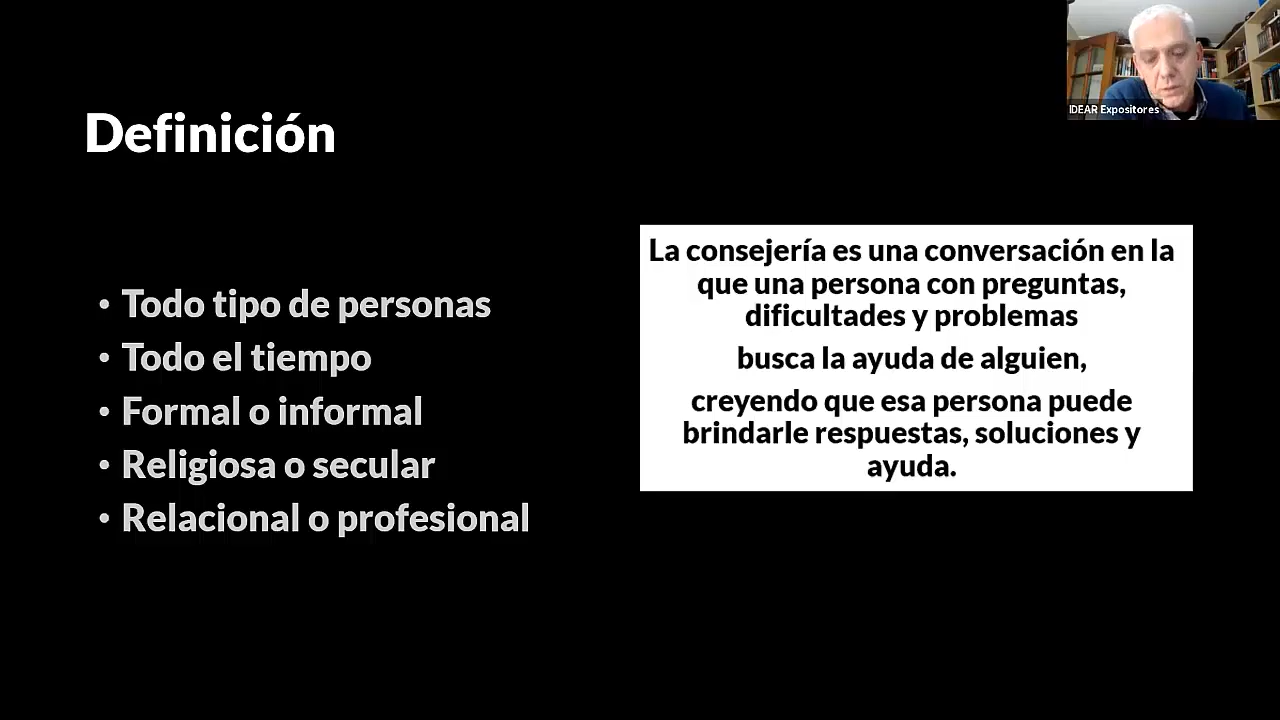 IDEAR Expositores
Definición
• Todo tipo de personas
• Todo el tiempo
• Formal o informal
• Religiosa o secular
• Relacional o profesional
La consejería es una conversación en la
que una persona con preguntas,
dificultades y problemas
busca la ayuda de alguien,
creyendo que esa persona puede
brindarle respuestas, soluciones y
ayuda.